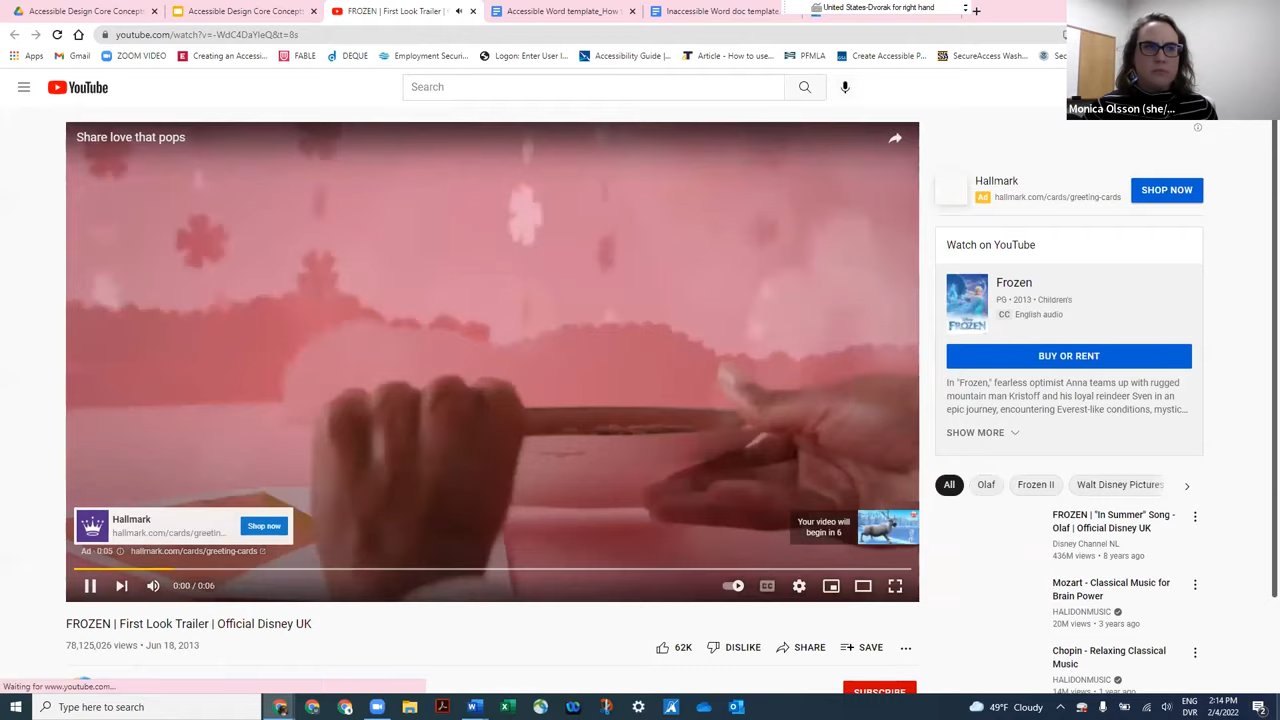 Accessible Design Core Concepts
Accessible Design Core Concepts
FROZEN | First Look Trailer |
Accessible Word template_How
Inaccessible Word doc template.
United States-Dvorak for right hand
youtube.com/watch?v=-WdC4DaYleQ&t=8s
Apps
Gmail
ZOOM VIDEO
Creating an Accessi...
FABLE
DEQUE
Employment Securi...
Logon: Enter User I...
Accessibility Guide |...
Article - How to use...
PFMLA
Create Accessible P...
SecureAccess Wash...
Monica Olsson (she/...
YouTube
Search
Share love that pops
Hallmark
Ad hallmark.com/cards/greeting-cards
SHOP NOW
Watch on YouTube
Frozen
PG • 2013 • Children's
CC English audio
DISNEY
FROZEN
BUY OR RENT
In "Frozen," fearless optimist Anna teams up with rugged
mountain man Kristoff and his loyal reindeer Sven in an
epic journey, encountering Everest-like conditions, mystic...
SHOW MORE
All
Olaf
Frozen II
Walt Disney Pictures
FROZEN | "In Summer" Song -
Olaf | Official Disney UK
Disney Channel NL
436M views • 8 years ago
Mozart - Classical Music for
Brain Power
HALIDONMUSIC
20M views • 3 years ago
Chopin - Relaxing Classical
Music
HALIDONMUSIC
14M views • 1 year ago
Hallmark
hallmark.com/cards/greetin...
Shop now
Ad · 0:05
hallmark.com/cards/greeting-cards
Your video will
begin in 6
0:00 / 0:06
CC
FROZEN | First Look Trailer | Official Disney UK
78,125,026 views • Jun 18, 2013
62K
DISLIKE
SHARE
SAVE
SUBSCRIBE
Waiting for www.youtube.com...
Type here to search
49°F Cloudy
ENG
DVR
2:14 PM
2/4/2022
2